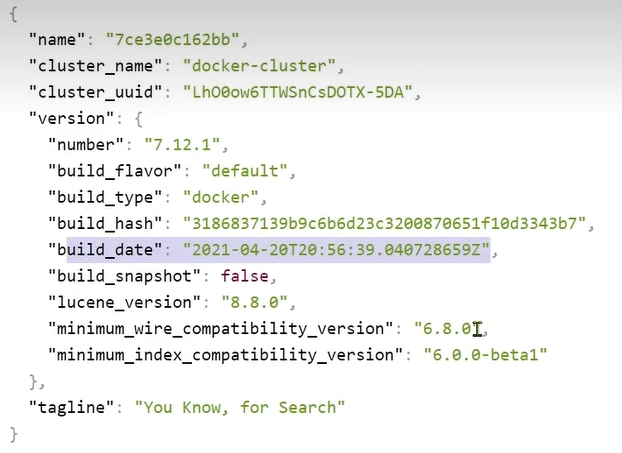 {
"name": "7ce3e0c162bb",
"cluster_name": "docker-cluster",
"cluster_uuid": "LhO0ow6TTWSnCsDOTX-5DA",
"version": {
"number": "7.12.1",
"build_flavor": "default",
"build_type": "docker",
"build_hash": "3186837139b9c6b6d23c3200870651f10d3343b7",
"build_date": "2021-04-20T20:56:39.040728659Z",
"build_snapshot": false,
"lucene_version": "8.8.0",
"minimum_wire_compatibility_version": "6.8.0",
"minimum_index_compatibility_version": "6.0.0-beta1"
},
"tagline": "You Know, for Search"
}